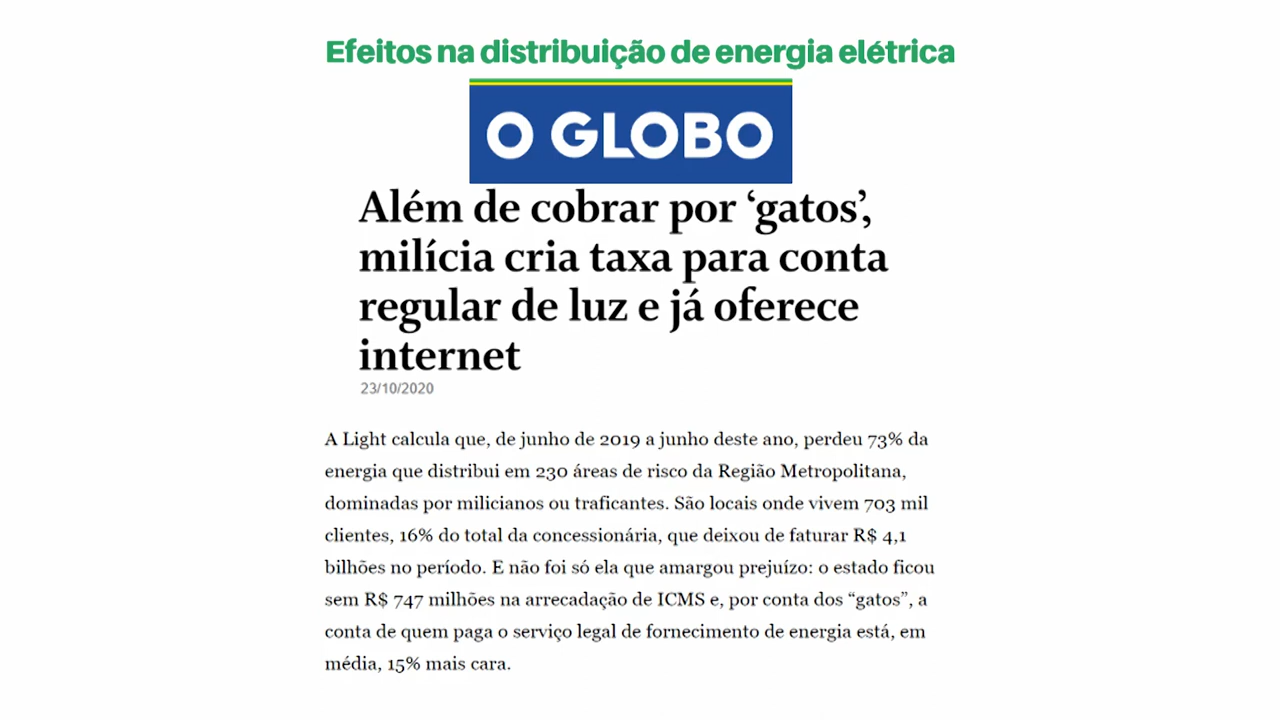 Efeitos na distribuição de energia elétrica
O GLOBO
Além de cobrar por ‘gatos’,
milícia cria taxa para conta
regular de luz e já oferece
internet
23/10/2020
A Light calcula que, de junho de 2019 a junho deste ano, perdeu 73% da
energia que distribui em 230 áreas de risco da Região Metropolitana,
dominadas por milicianos ou traficantes. São locais onde vivem 703 mil
clientes, 16% do total da concessionária, que deixou de faturar R$ 4,1
bilhões no período. E não foi só ela que amargou prejuízo: o estado ficou
sem R$ 747 milhões na arrecadação de ICMS e, por conta dos “gatos”, a
conta de quem paga o serviço legal de fornecimento de energia está, em
média, 15% mais cara.